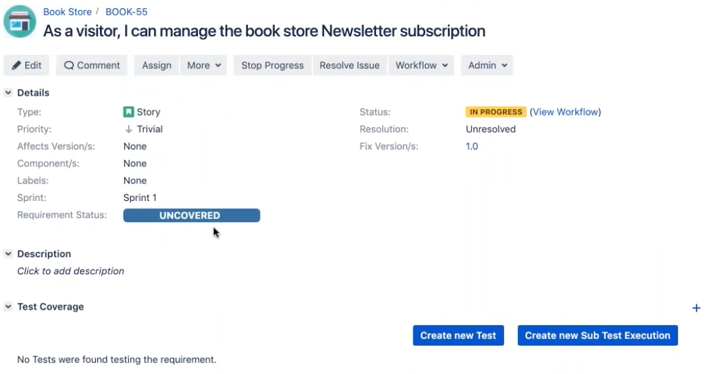 Book Store / BOOK-55
As a visitor, I can manage the book store Newsletter subscription
Edit Comment Assign More Stop Progress Resolve Issue Workflow Admin
Details
Type: Story Status: IN PROGRESS (View Workflow)
Priority: Trivial Resolution: Unresolved
Affects Version/s: None Fix Version/s: 1.0
Component/s: None
Labels: None
Sprint: Sprint 1
Requirement Status: UNCOVERED
Description
Click to add description
Test Coverage
Create new Test Create new Sub Test Execution
No Tests were found testing the requirement.